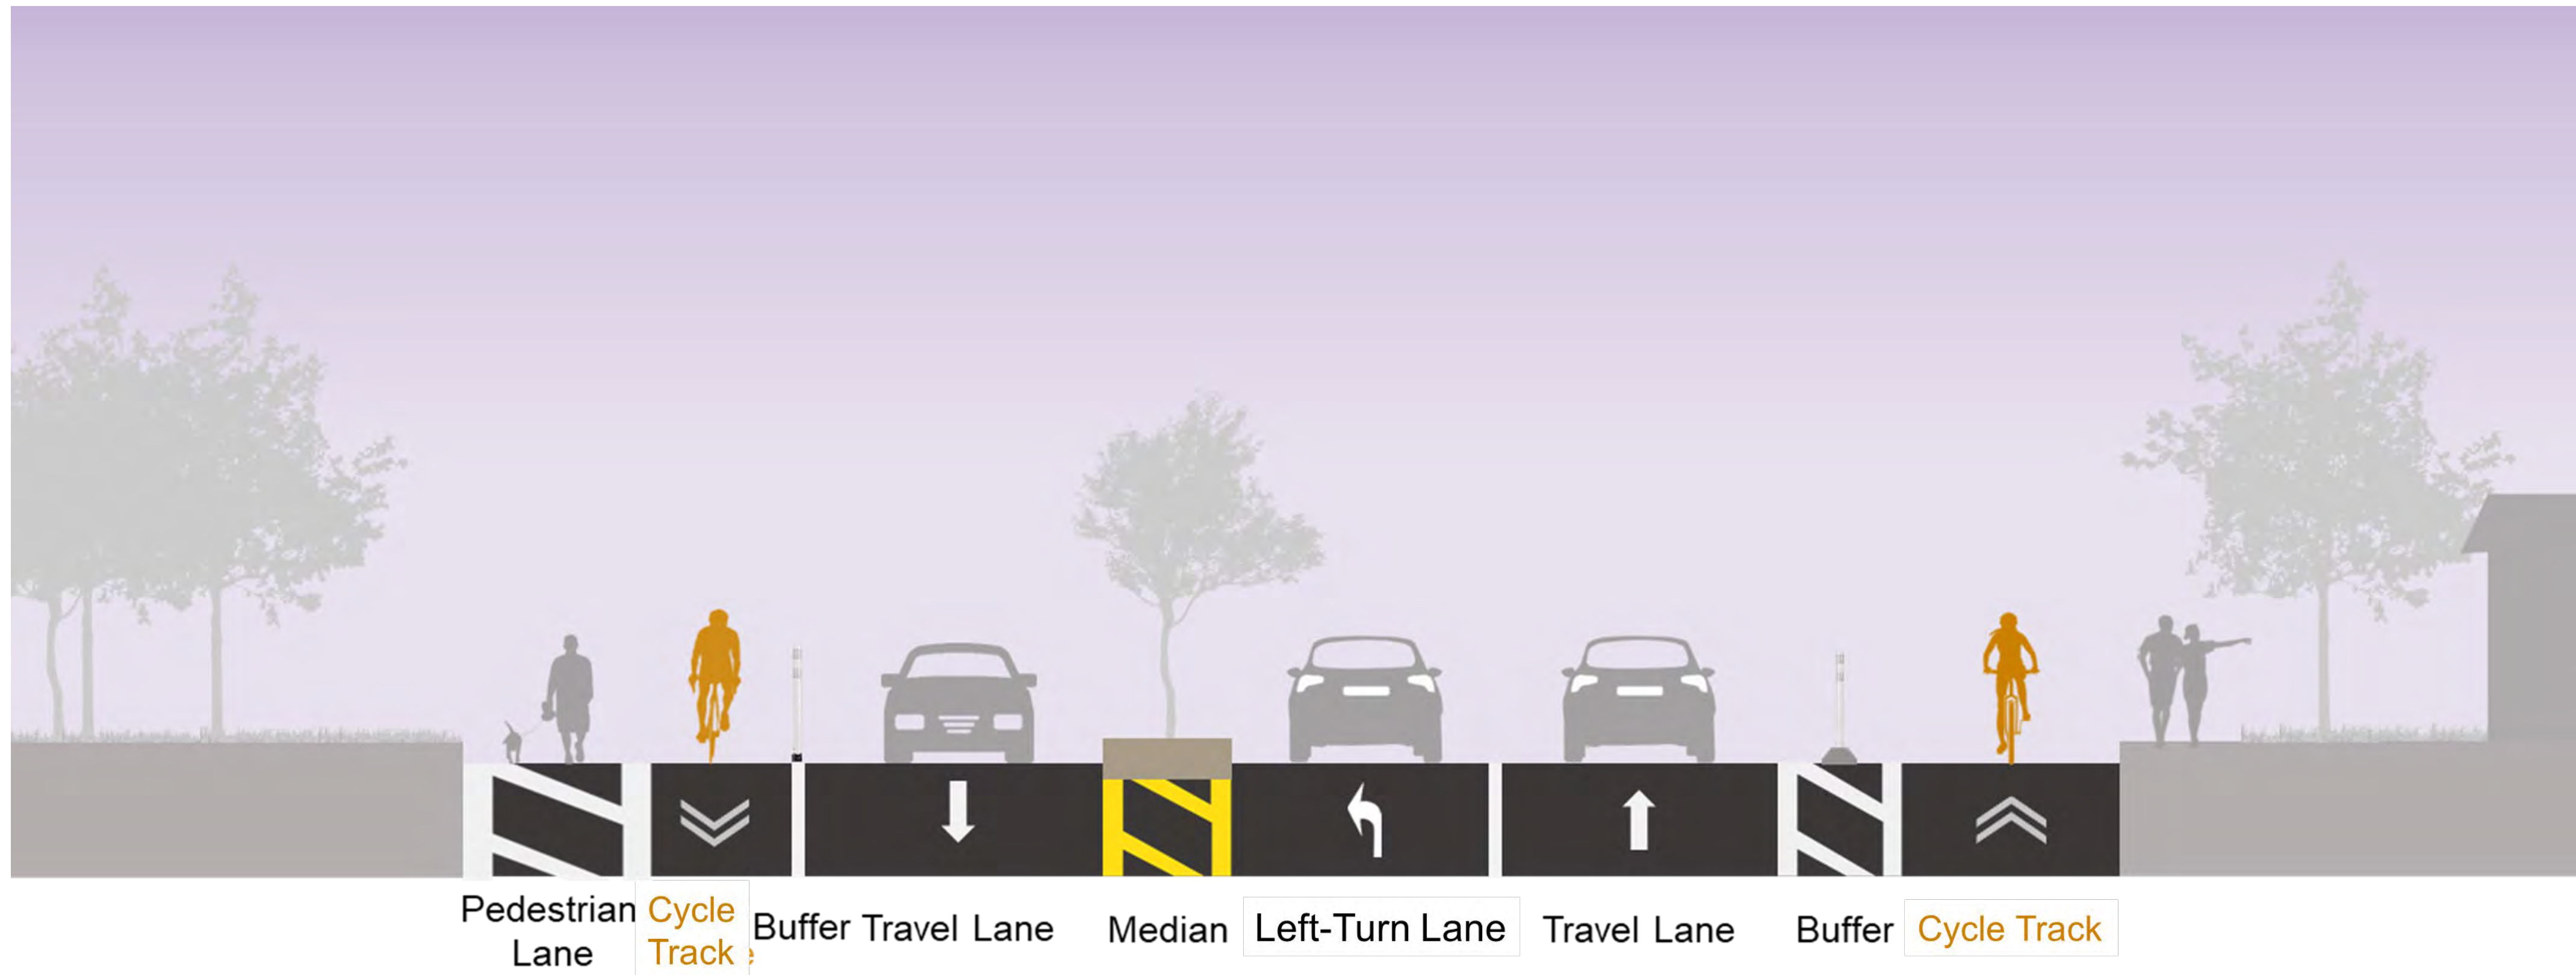 Pedestrian
Lane
Cycle
Track
Buffer
Travel Lane
Median
Left-Turn Lane
Travel Lane
Buffer
Cycle Track